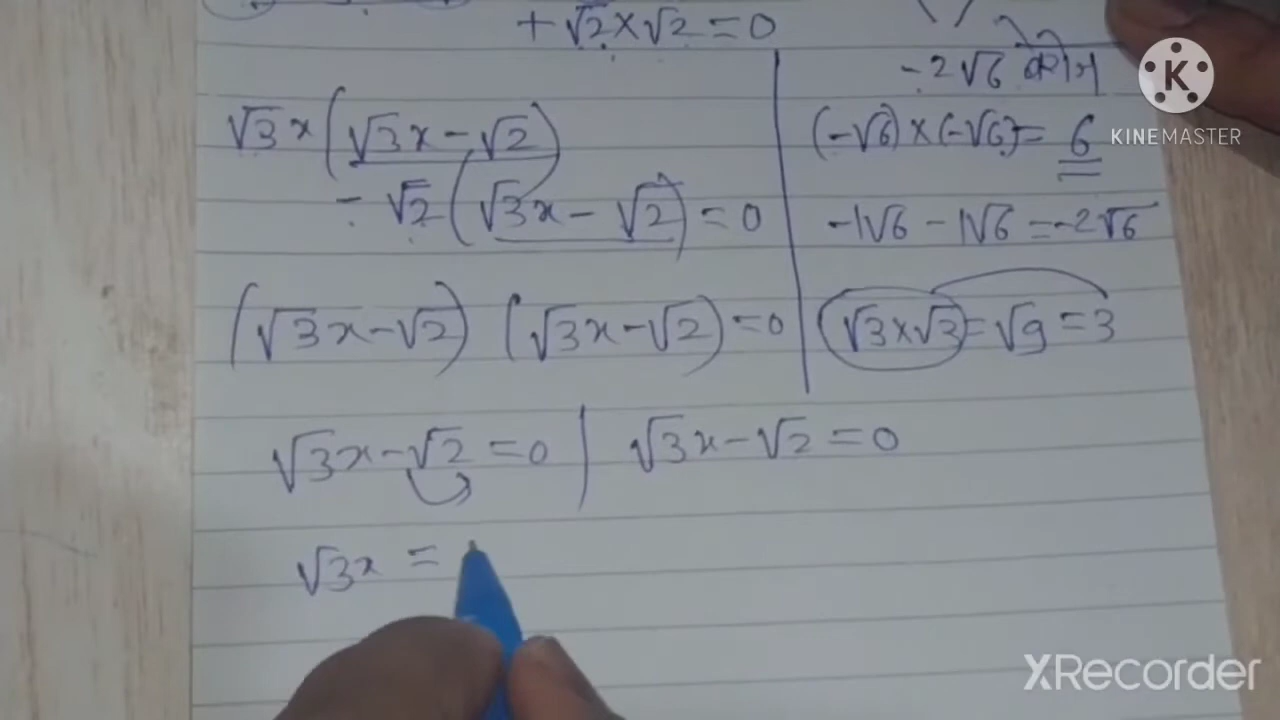 + √2 × √2 = 0
√3x (√3x - √2)
- √2 (√3x - √2) = 0
(√3x - √2) (√3x - √2) = 0
√3x - √2 = 0 | √3x - √2 = 0
√3x =
-2√6
(-√6) × (-√6) = 6
-1√6 - 1√6 = -2√6
√3 × √3 = √9 = 3
KINEMASTER
XRecorder